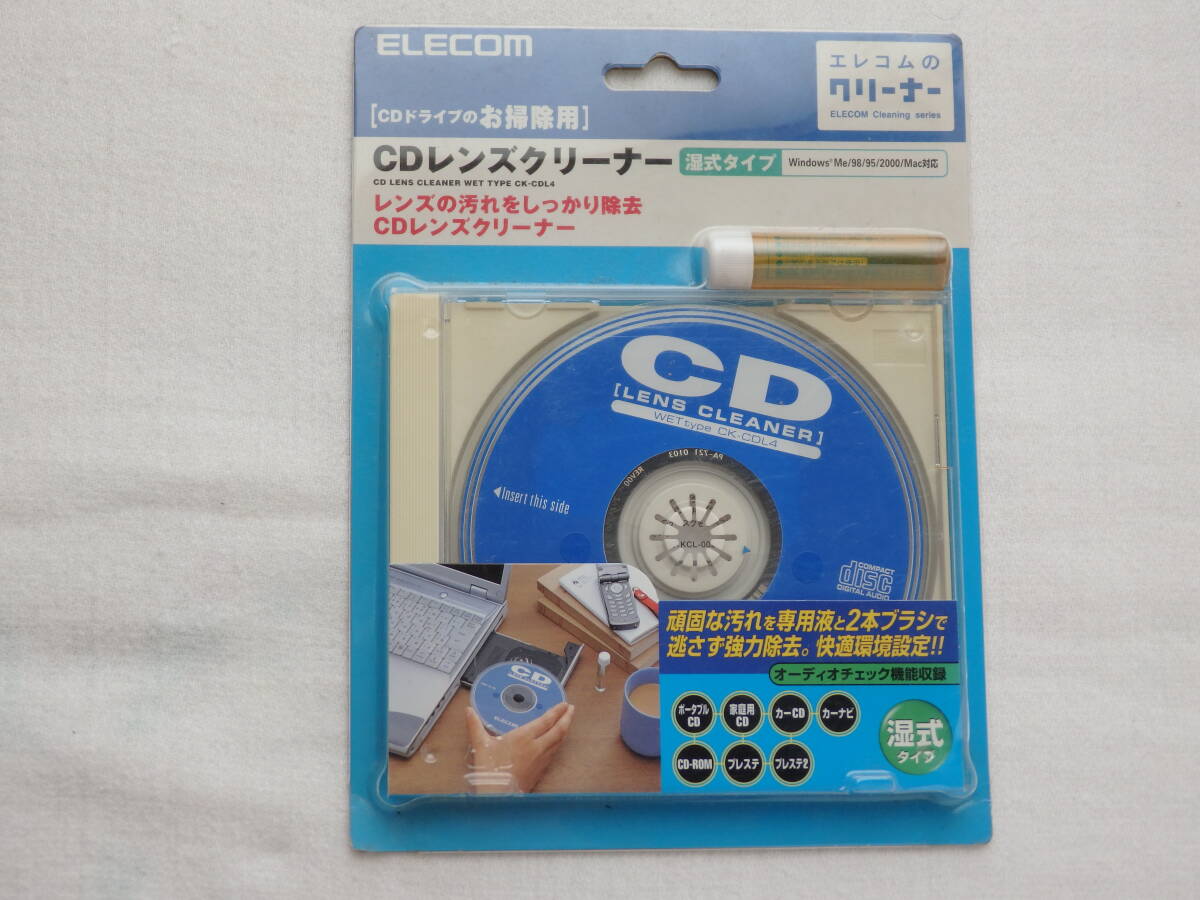 ELECOM
エレコムの
クリーナー
ELECOM Cleaning series
[CDドライブのお掃除用]
CDレンズクリーナー
湿式タイプ
Windows® Me/98/95/2000/Mac対応
CD LENS CLEANER WET TYPE CK-CDL4
レンズの汚れをしっかり除去
CDレンズクリーナー
CD
[LENS CLEANER]
WETtype CK-CDL4
PA-721 0103
REV00
Insert this side
KCL-00
COMPACT
disc
DIGITAL AUDIO
CD
頑固な汚れを専用液と2本ブラシで
逃さず強力除去。快適環境設定!!
オーディオチェック機能収録
ポータブルCD
家庭用CD
カーCD
カーナビ
CD-ROM
プレステ
プレステ2
湿式
タイプ